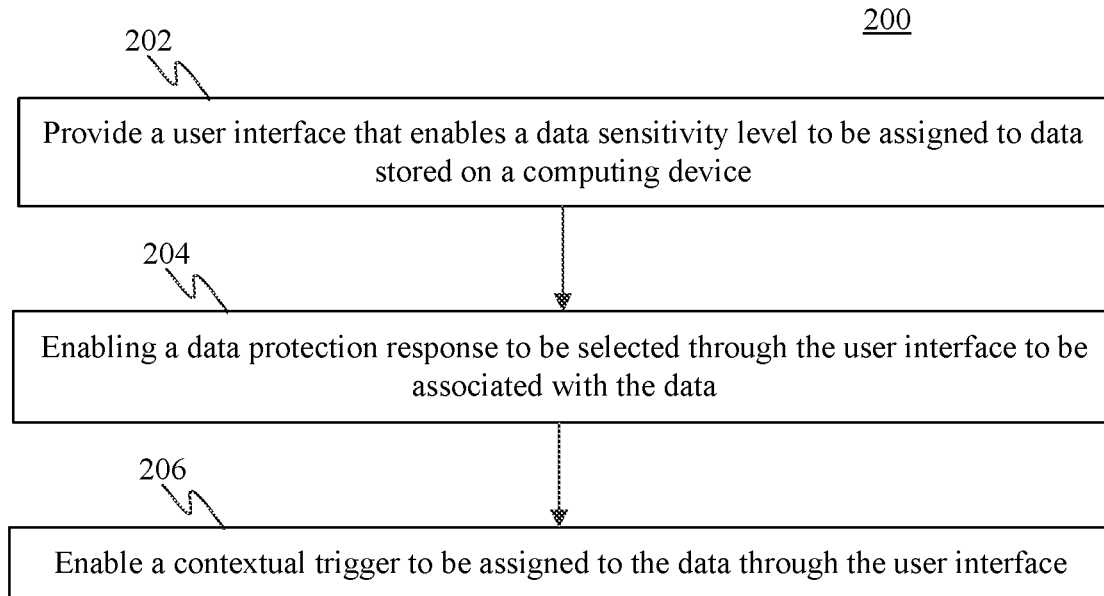 200
202
Provide a user interface that enables a data sensitivity level to be assigned to data
stored on a computing device
204
Enabling a data protection response to be selected through the user interface to be
associated with the data
206
Enable a contextual trigger to be assigned to the data through the user interface